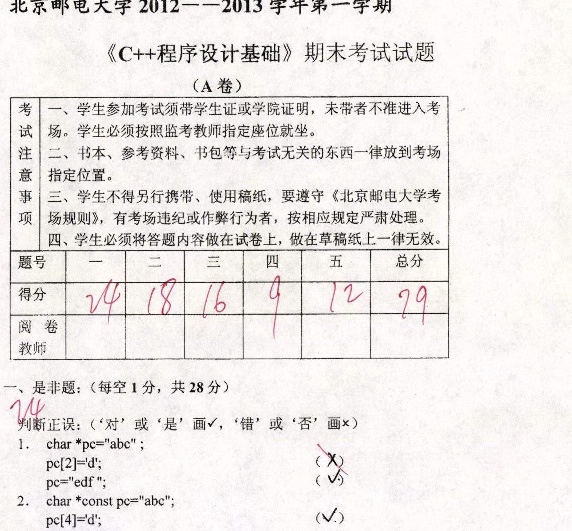 北京邮电大学 2012——2013 学年第一学期
《C++程序设计基础》期末考试试题
（A 卷）
考试注意事项
一、学生参加考试须带学生证或学院证明，未带者不准进入考
场。学生必须按照监考教师指定座位就坐。
二、书本、参考资料、书包等与考试无关的东西一律放到考场
指定位置。
三、学生不得另行携带、使用稿纸，要遵守《北京邮电大学考
场规则》，有考场违纪或作弊行为者，按相应规定严肃处理。
四、学生必须将答题内容做在试卷上，做在草稿纸上一律无效。
题号 一 二 三 四 五 总分
得分 24 18 16 9 12 79
阅 卷
教师
一、是非题：（每空 1 分，共 28 分）
24
判断正误：（‘对’或‘是’画✓，‘错’或‘否’画×）
1. char *pc="abc" ;
pc[2]='d'; （ X ）
pc="edf "; （ ✓ ）
2. char *const pc="abc";
pc[4]='d'; （ ✓ ）